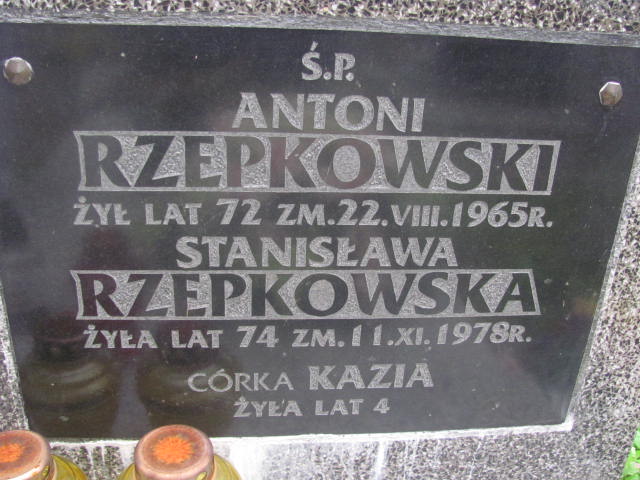 Ś.P.
ANTONI
RZEPKOWSKI
ŻYŁ LAT 72 ZM. 22.VIII.1965R.
STANISŁAWA
RZEPKOWSKA
ŻYŁA LAT 74 ZM. 11.XI.1978R.
CÓRKA KAZIA
ŻYŁA LAT 4